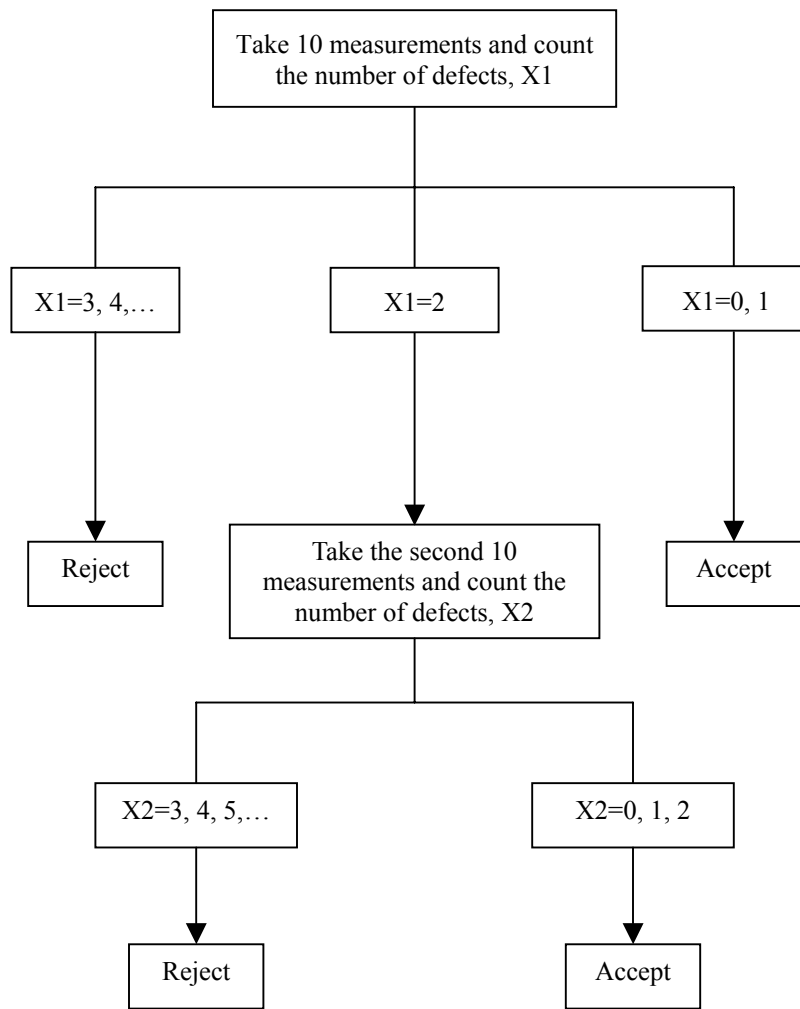 Take 10 measurements and count
the number of defects, X1
X1=3, 4,…
X1=2
X1=0, 1
Reject
Take the second 10
measurements and count the
number of defects, X2
Accept
X2=3, 4, 5,…
X2=0, 1, 2
Reject
Accept